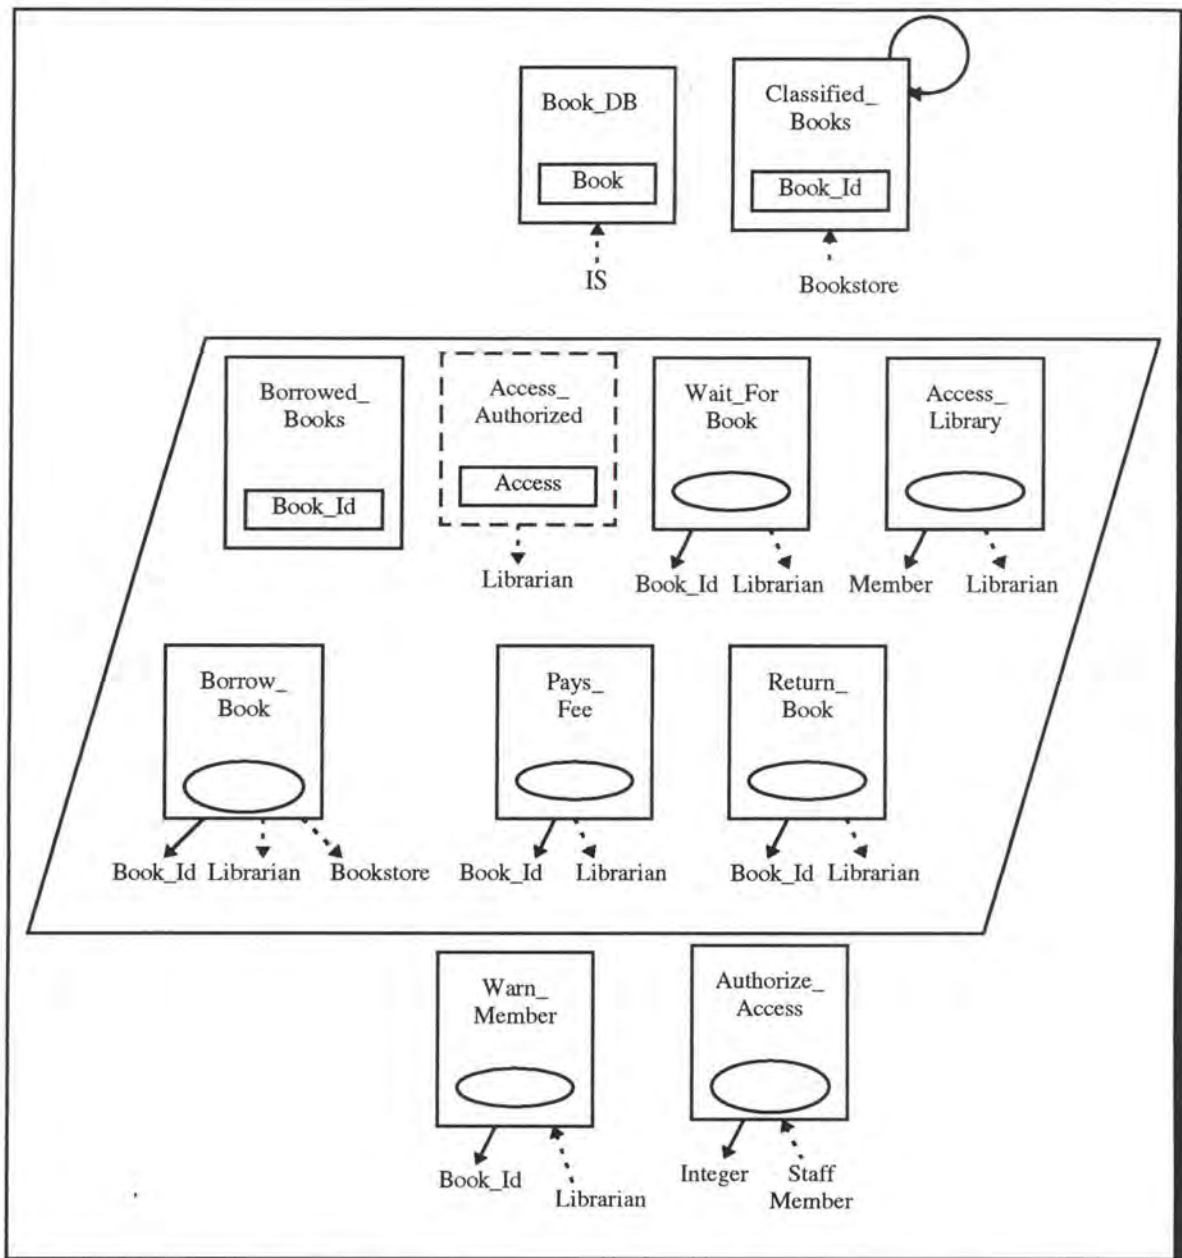 Book_DB
Book
IS
Classified_
Books
Book_Id
Bookstore
Borrowed_
Books
Book_Id
Access_
Authorized
Access
Librarian
Wait_For
Book
Book_Id Librarian
Access_
Library
Member Librarian
Borrow_
Book
Book_Id Librarian Bookstore
Pays_
Fee
Book_Id Librarian
Return_
Book
Book_Id Librarian
Warn_
Member
Book_Id
Librarian
Authorize_
Access
Integer
Staff
Member